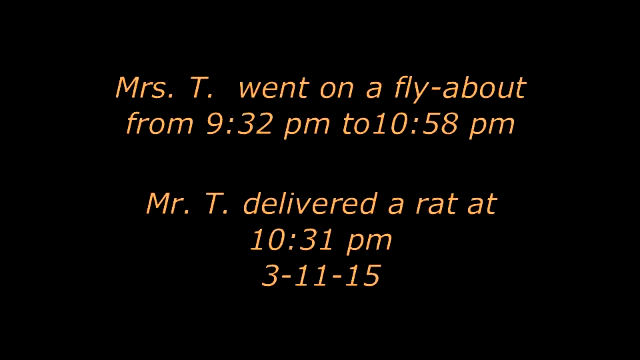 Mrs. T.  went on a fly-about
from 9:32 pm to10:58 pm
Mr. T. delivered a rat at
10:31 pm
3-11-15